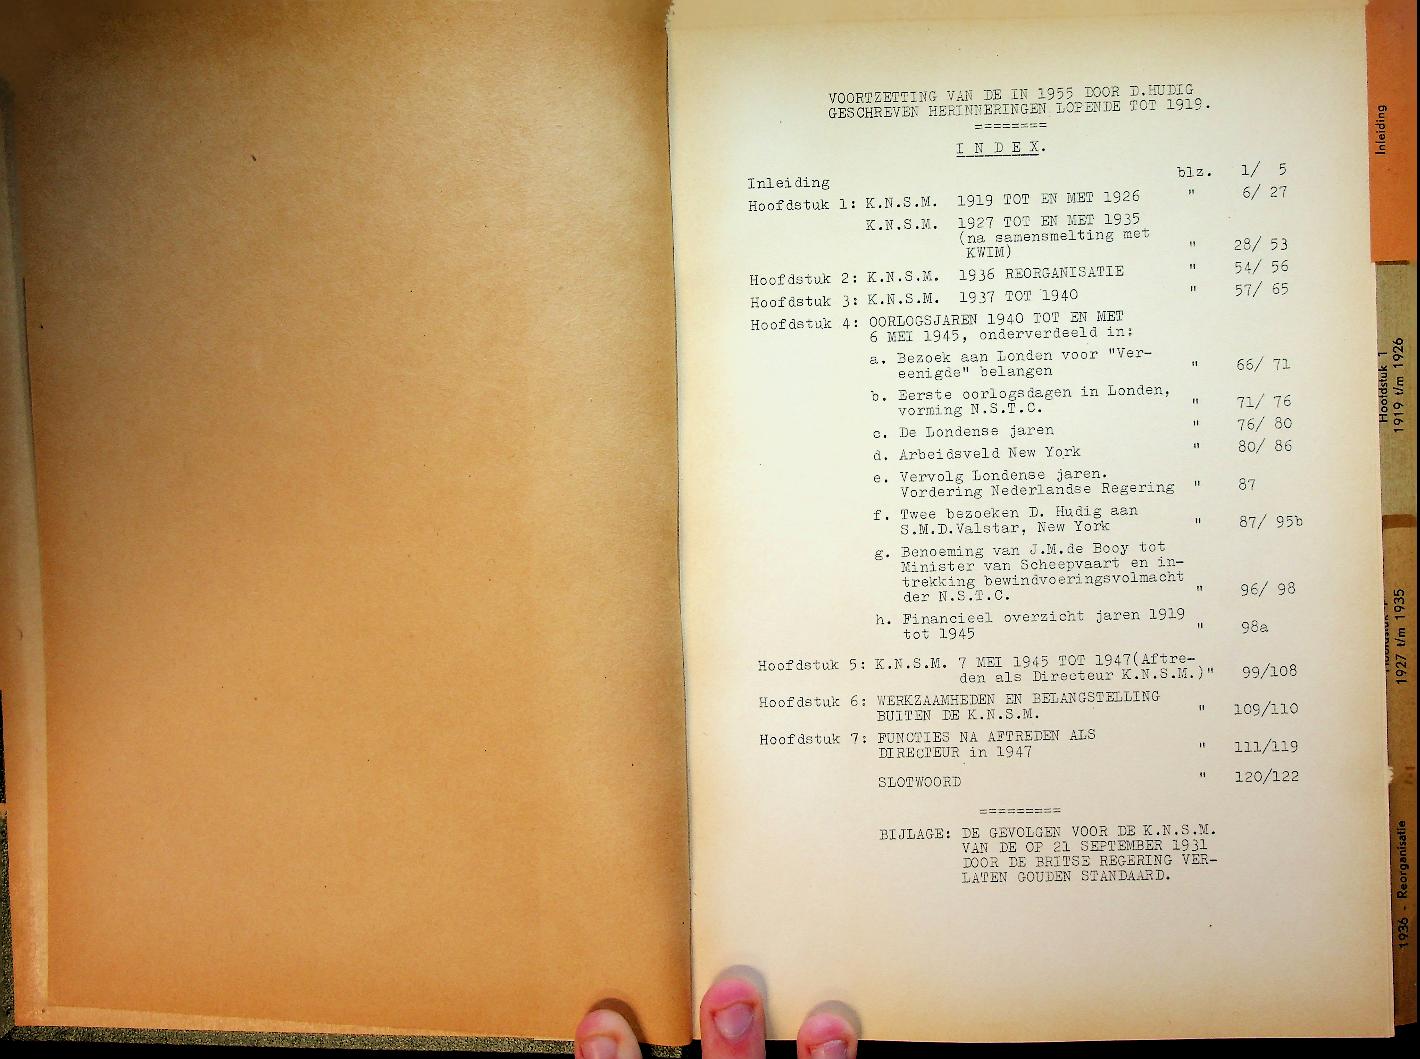 VOORTZETTING VAN DE IN 1955 DOOR D.HUDIG
GESCHREVEN HERINNERINGEN LOPENDE TOT 1919.
========
I N D E X.
Inleiding blz. 1/ 5
Hoofdstuk 1: K.N.S.M. 1919 TOT EN MET 1926 " 6/ 27
K.N.S.M. 1927 TOT EN MET 1935
(na samensmelting met
KWIM) " 28/ 53
Hoofdstuk 2: K.N.S.M. 1936 REORGANISATIE " 54/ 56
Hoofdstuk 3: K.N.S.M. 1937 TOT 1940 " 57/ 65
Hoofdstuk 4: OORLOGSJAREN 1940 TOT EN MET
6 MEI 1945, onderverdeeld in:
a. Bezoek aan Londen voor "Ver-
eenigde" belangen " 66/ 71
b. Eerste oorlogsdagen in Londen,
vorming N.S.T.C. " 71/ 76
c. De Londense jaren " 76/ 80
d. Arbeidsveld New York " 80/ 86
e. Vervolg Londense jaren.
Vordering Nederlandse Regering " 87
f. Twee bezoeken D. Hudig aan
S.M.D.Valstar, New York " 87/ 95b
g. Benoeming van J.M.de Booy tot
Minister van Scheepvaart en in-
trekking bewindvoeringsvolmacht
der N.S.T.C. " 96/ 98
h. Financieel overzicht jaren 1919
tot 1945 " 98a
Hoofdstuk 5: K.N.S.M. 7 MEI 1945 TOT 1947(Aftre-
den als Directeur K.N.S.M.)" 99/108
Hoofdstuk 6: WERKZAAMHEDEN EN BELANGSTELLING
BUITEN DE K.N.S.M. " 109/110
Hoofdstuk 7: FUNCTIES NA AFTREDEN ALS
DIRECTEUR in 1947 " 111/119
SLOTWOORD " 120/122
=========
BIJLAGE: DE GEVOLGEN VOOR DE K.N.S.M.
VAN DE OP 21 SEPTEMBER 1931
DOOR DE BRITSE REGERING VER-
LATEN GOUDEN STANDAARD.
Inleiding
Hoofdstuk 1
1919 t/m 1926
1927 t/m 1935
1936 - Reorganisatie